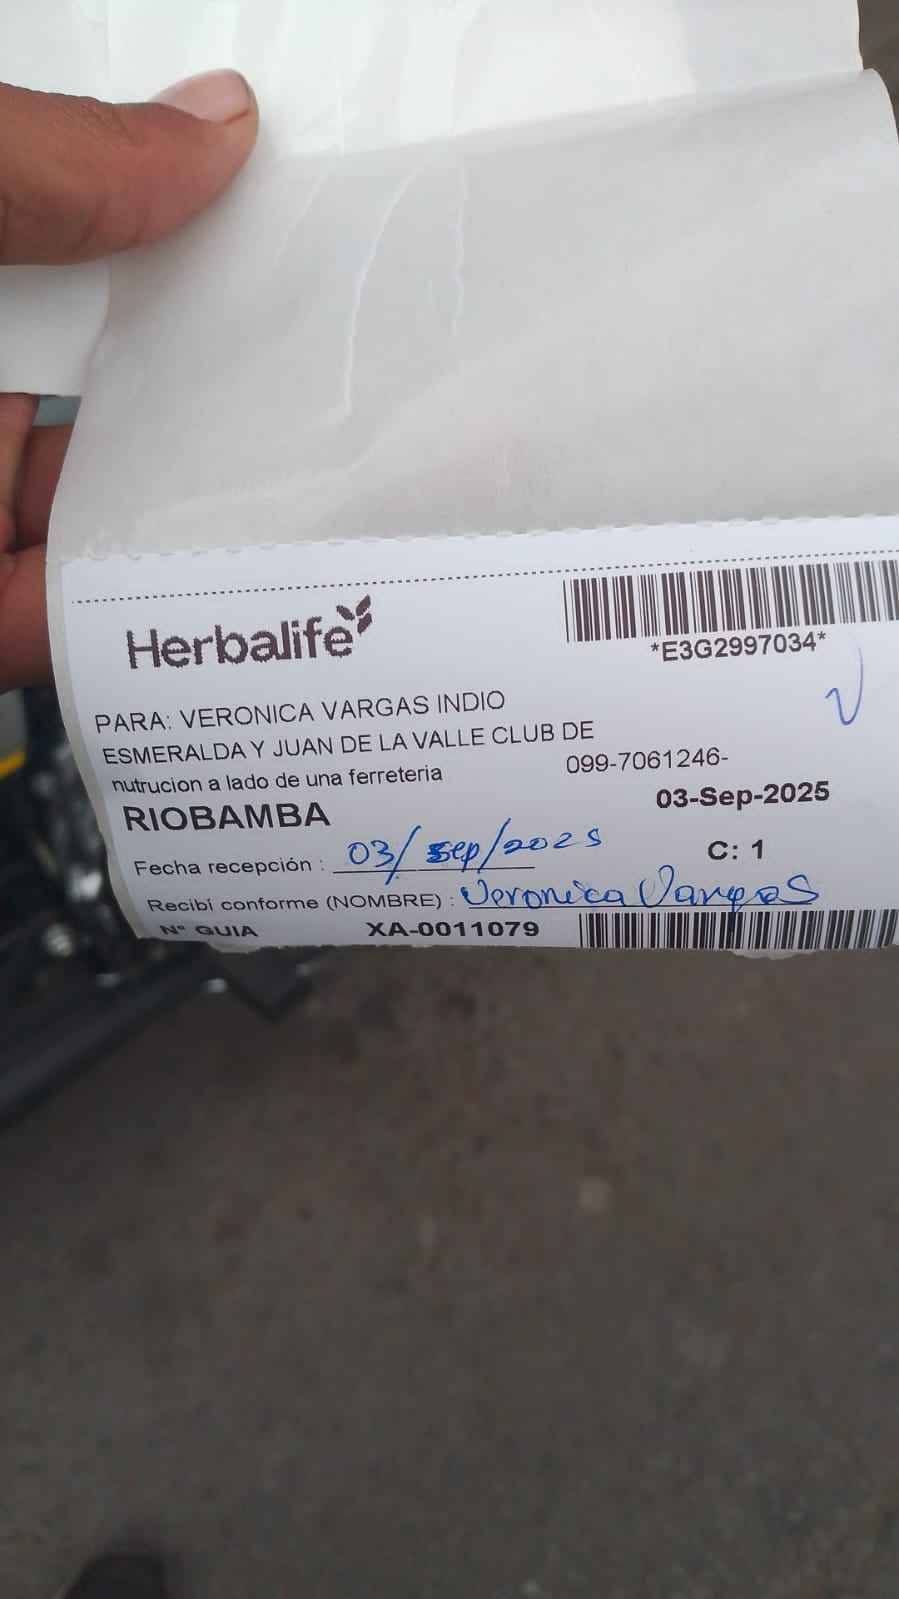 Herbalife
*E3G2997034*
PARA: VERONICA VARGAS INDIO
ESMERALDA Y JUAN DE LA VALLE CLUB DE
nutrucion a lado de una ferreteria 099-7061246-
RIOBAMBA 03-Sep-2025
Fecha recepción : 03/sep/2025 C: 1
Recibí conforme (NOMBRE) : Veronica Vargas
Nº GUIA XA-0011079